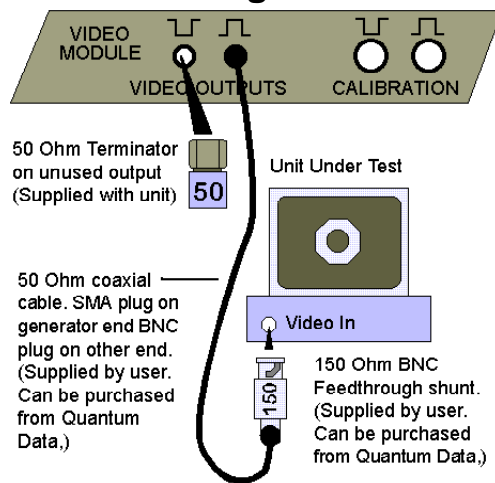 VIDEO
MODULE
VIDEO OUTPUTS
CALIBRATION
50 Ohm Terminator
on unused output
(Supplied with unit)
50
Unit Under Test
50 Ohm coaxial
cable. SMA plug on
generator end BNC
plug on other end.
(Supplied by user.
Can be purchased
from Quantum
Data,)
Video In
150
150 Ohm BNC
Feedthrough shunt.
(Supplied by user.
Can be purchased
from Quantum Data,)